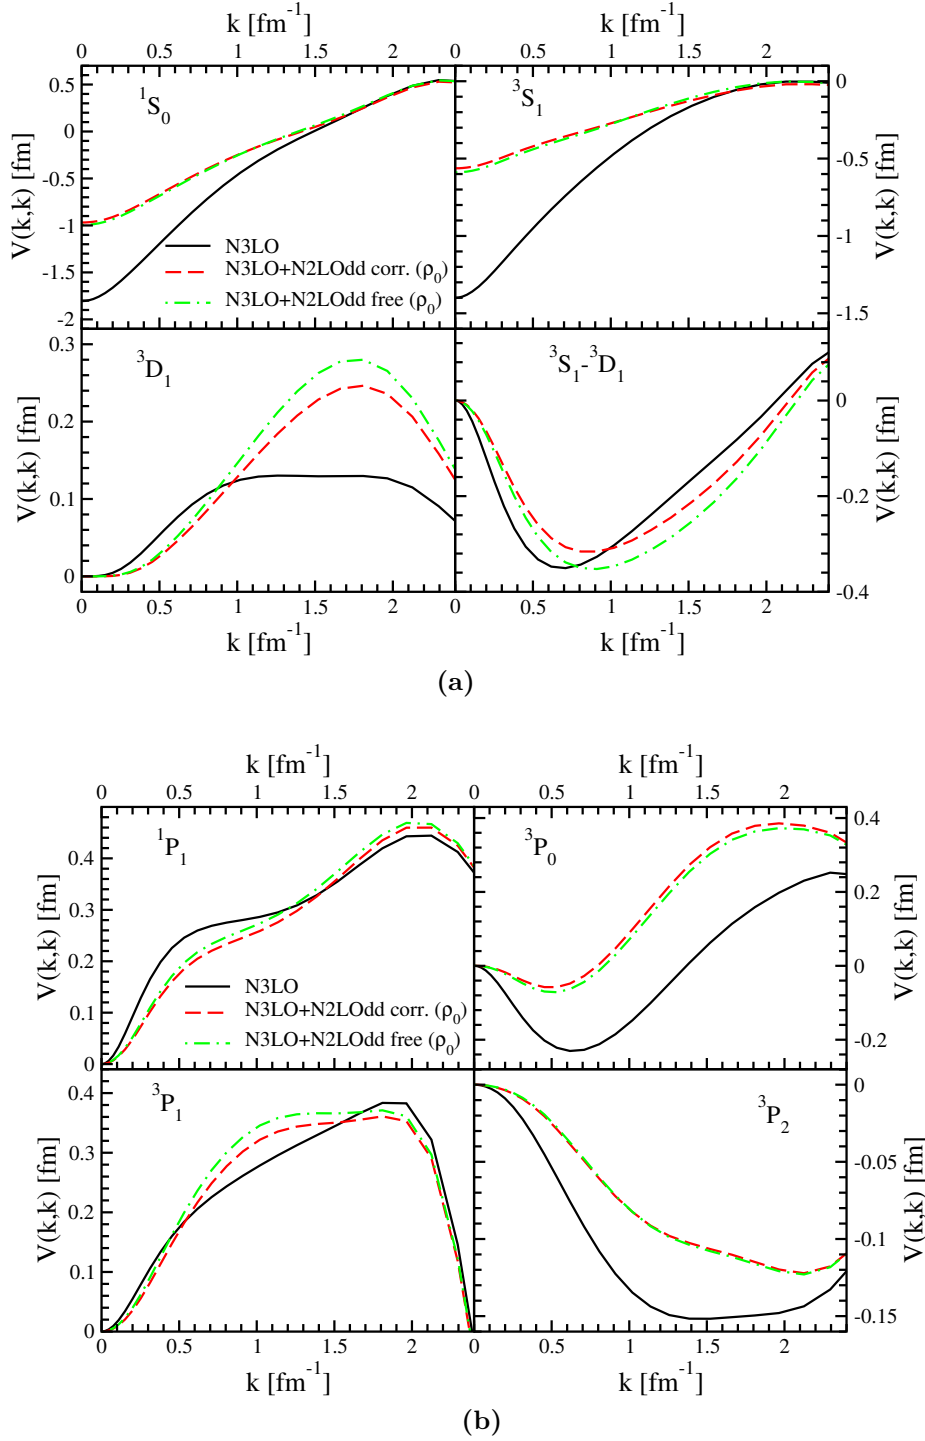 k [fm-1]
0 0.5 1 1.5 2 0 0.5 1 1.5 2
1S0
3S1
0.5
0
-0.5
-1
-1.5
-2
V(k,k) [fm]
N3LO
N3LO+N2LOdd corr. (ρ0)
N3LO+N2LOdd free (ρ0)
0
-0.5
-1
-1.5
V(k,k) [fm]
3D1
3S1-3D1
0.3
0.2
0.1
0
V(k,k) [fm]
0
-0.2
-0.4
V(k,k) [fm]
0 0.5 1 1.5 2 0 0.5 1 1.5 2
k [fm-1] k [fm-1]
(a)
k [fm-1] k [fm-1]
0 0.5 1 1.5 2 0 0.5 1 1.5 2
1P1
3P0
0.4
0.3
0.2
0.1
0
V(k,k) [fm]
N3LO
N3LO+N2LOdd corr. (ρ0)
N3LO+N2LOdd free (ρ0)
0.4
0.2
0
-0.2
V(k,k) [fm]
3P1
3P2
0.4
0.3
0.2
0.1
0
V(k,k) [fm]
0
-0.05
-0.1
-0.15
V(k,k) [fm]
0 0.5 1 1.5 2 0 0.5 1 1.5 2
k [fm-1] k [fm-1]
(b)